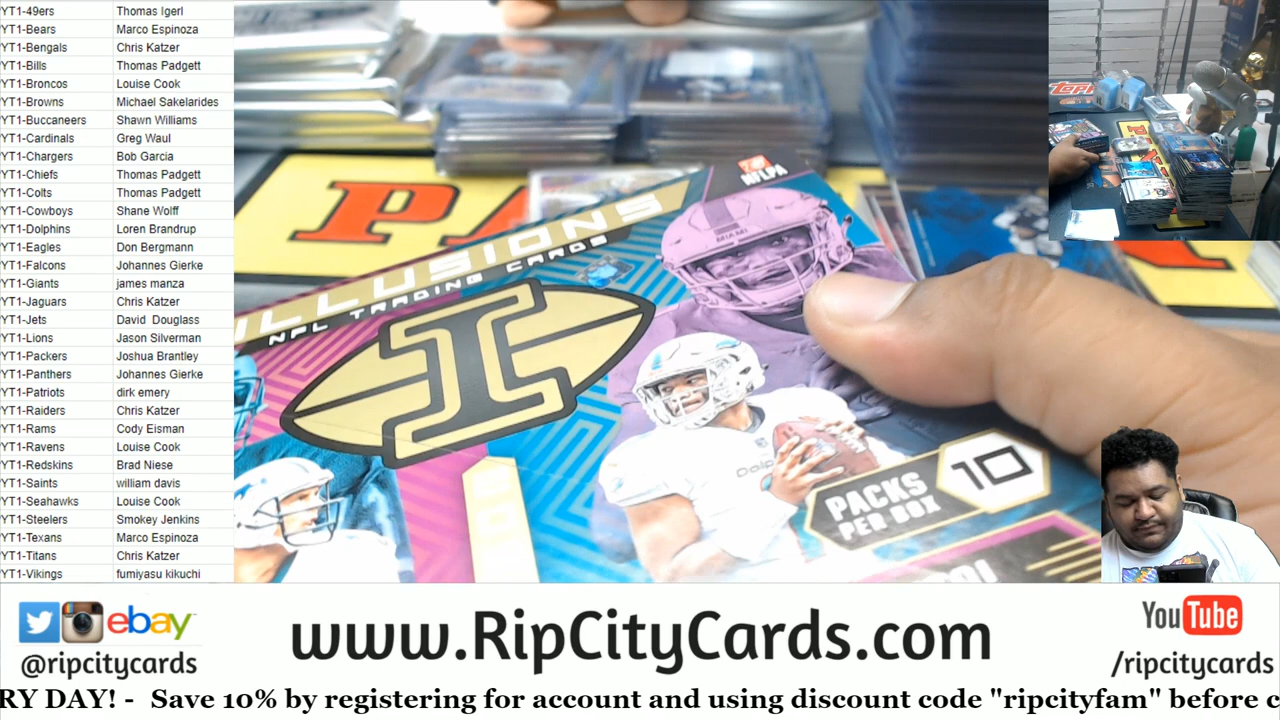 YT1-49ers Thomas Igerl
YT1-Bears Marco Espinoza
YT1-Bengals Chris Katzer
YT1-Bills Thomas Padgett
YT1-Broncos Louise Cook
YT1-Browns Michael Sakelarides
YT1-Buccaneers Shawn Williams
YT1-Cardinals Greg Waul
YT1-Chargers Bob Garcia
YT1-Chiefs Thomas Padgett
YT1-Colts Thomas Padgett
YT1-Cowboys Shane Wolff
YT1-Dolphins Loren Brandrup
YT1-Eagles Don Bergmann
YT1-Falcons Johannes Gierke
YT1-Giants james manza
YT1-Jaguars Chris Katzer
YT1-Jets David Douglass
YT1-Lions Jason Silverman
YT1-Packers Joshua Brantley
YT1-Panthers Johannes Gierke
YT1-Patriots dirk emery
YT1-Raiders Chris Katzer
YT1-Rams Cody Eisman
YT1-Ravens Louise Cook
YT1-Redskins Brad Niese
YT1-Saints william davis
YT1-Seahawks Louise Cook
YT1-Steelers Smokey Jenkins
YT1-Texans Marco Espinoza
YT1-Titans Chris Katzer
YT1-Vikings fumiyasu kikuchi
PA
NFLPA
ILLUSIONS
NFL TRADING CARDS
I
MIAMI
10
PACKS
PER BOX
ebay
@ripcitycards
www.RipCityCards.com
YouTube
/ripcitycards
RY DAY! - Save 10% by registering for account and using discount code "ripcityfam" before c